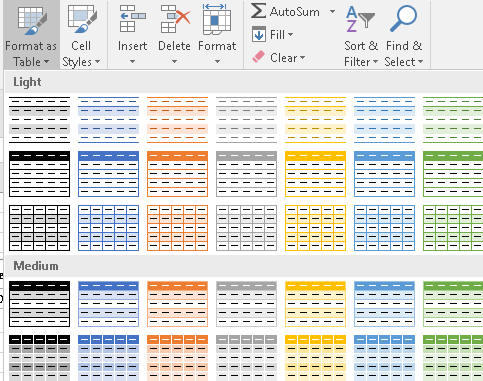 Format as
Table
Cell
Styles
Insert
Delete
Format
AutoSum
Fill
Clear
A
Z
Sort &
Filter
Find &
Select
Light
Medium